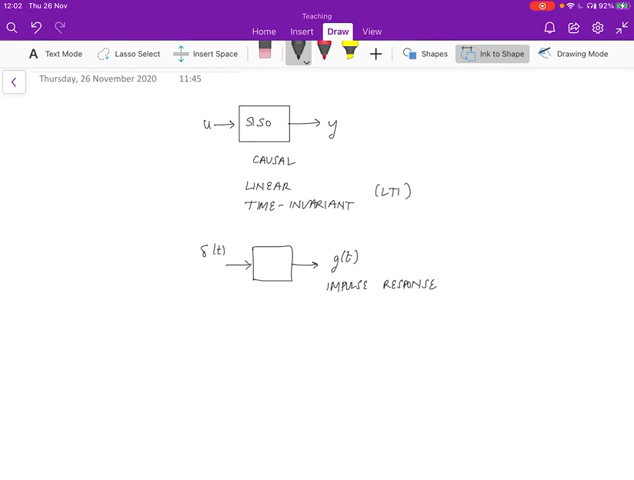 12:02 Thu 26 Nov
92%
Teaching
Home Insert Draw View
Text Mode Lasso Select Insert Space Shapes Ink to Shape Drawing Mode
Thursday, 26 November 2020 11:45
u SISO y
CAUSAL
LINEAR
(LTI)
TIME-INVARIANT
δ(t) g(t)
IMPULSE RESPONSE